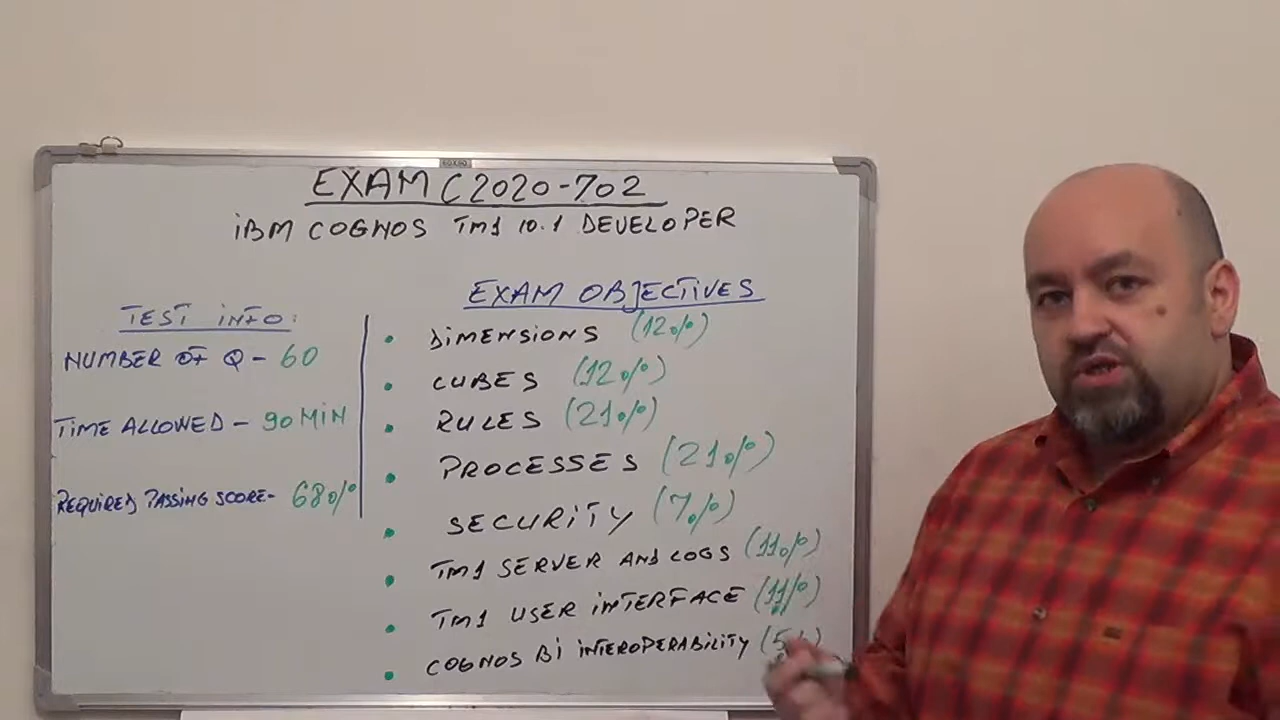 EXAM C2020-702
IBM COGNOS TM1 10.1 DEVELOPER
TEST INFO:
NUMBER OF Q - 60
TIME ALLOWED - 90 MIN
REQUIRED PASSING SCORE - 68%
EXAM OBJECTIVES
• DIMENSIONS (12%)
• CUBES (12%)
• RULES (21%)
• PROCESSES (21%)
• SECURITY (7%)
• TM1 SERVER AND LOGS (11%)
• TM1 USER INTERFACE (11%)
• COGNOS BI INTEROPERABILITY (5%)